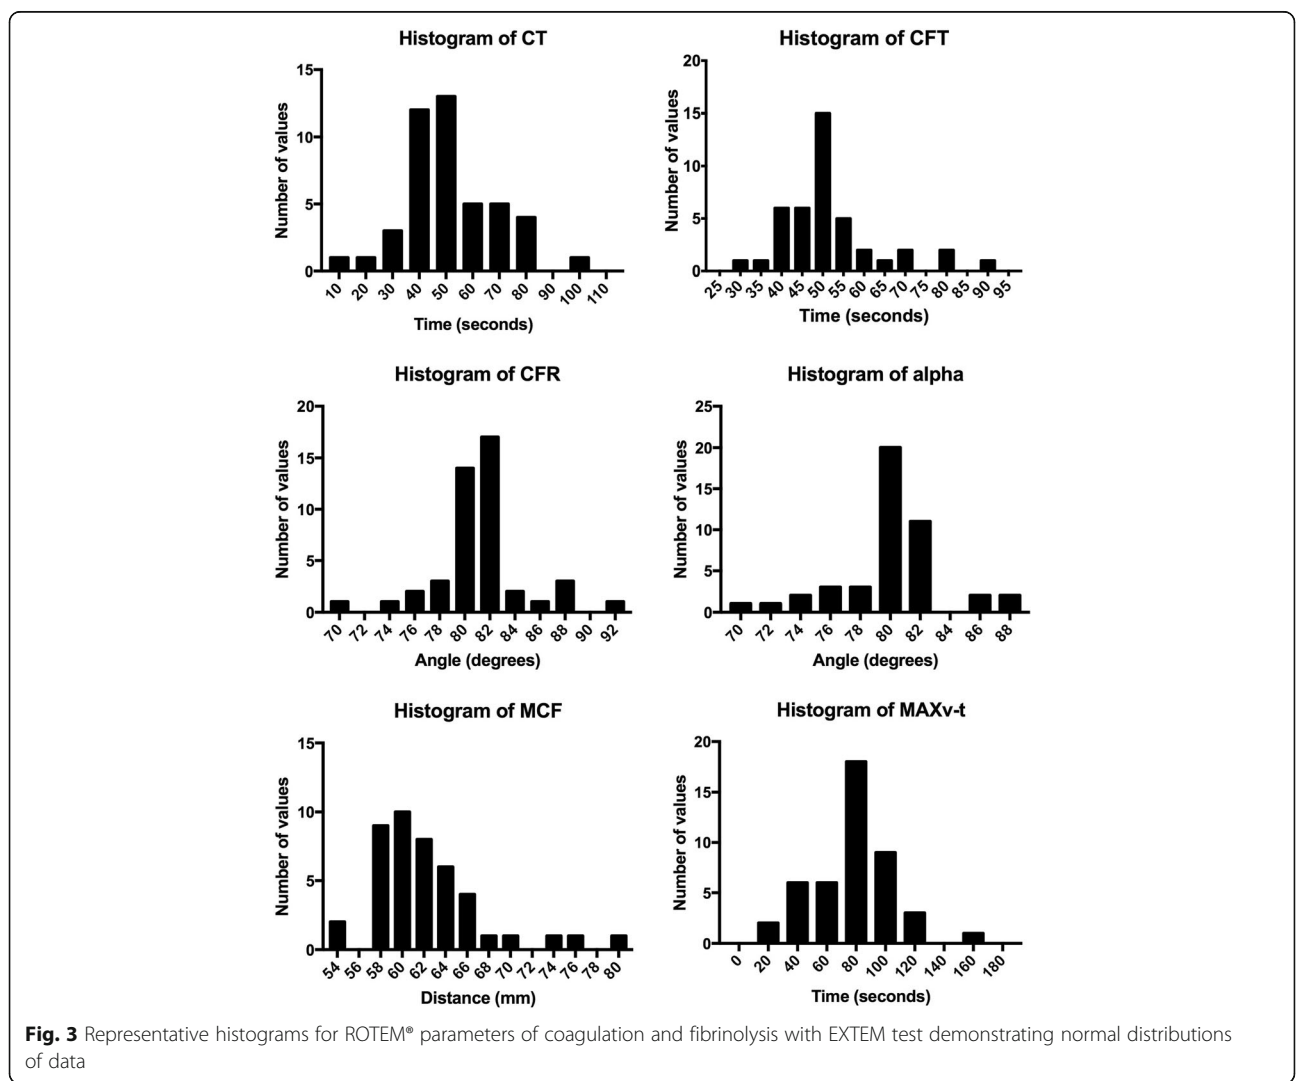 Histogram of CT
15
10
5
0
Number of values
10 20 30 40 50 60 70 80 90 100 110
Time (seconds)
Histogram of CFT
20
15
10
5
0
Number of values
25 30 35 40 45 50 55 60 65 70 75 80 85 90 95
Time (seconds)
Histogram of CFR
20
15
10
5
0
Number of values
70 72 74 76 78 80 82 84 86 88 90 92
Angle (degrees)
Histogram of alpha
25
20
15
10
5
0
Number of values
70 72 74 76 78 80 82 84 86 88
Angle (degrees)
Histogram of MCF
15
10
5
0
Number of values
54 56 58 60 62 64 66 68 70 72 74 76 78 80
Distance (mm)
Histogram of MAXv-t
20
15
10
5
0
Number of values
0 20 40 60 80 100 120 140 160 180
Time (seconds)
Fig. 3 Representative histograms for ROTEM® parameters of coagulation and fibrinolysis with EXTEM test demonstrating normal distributions
of data